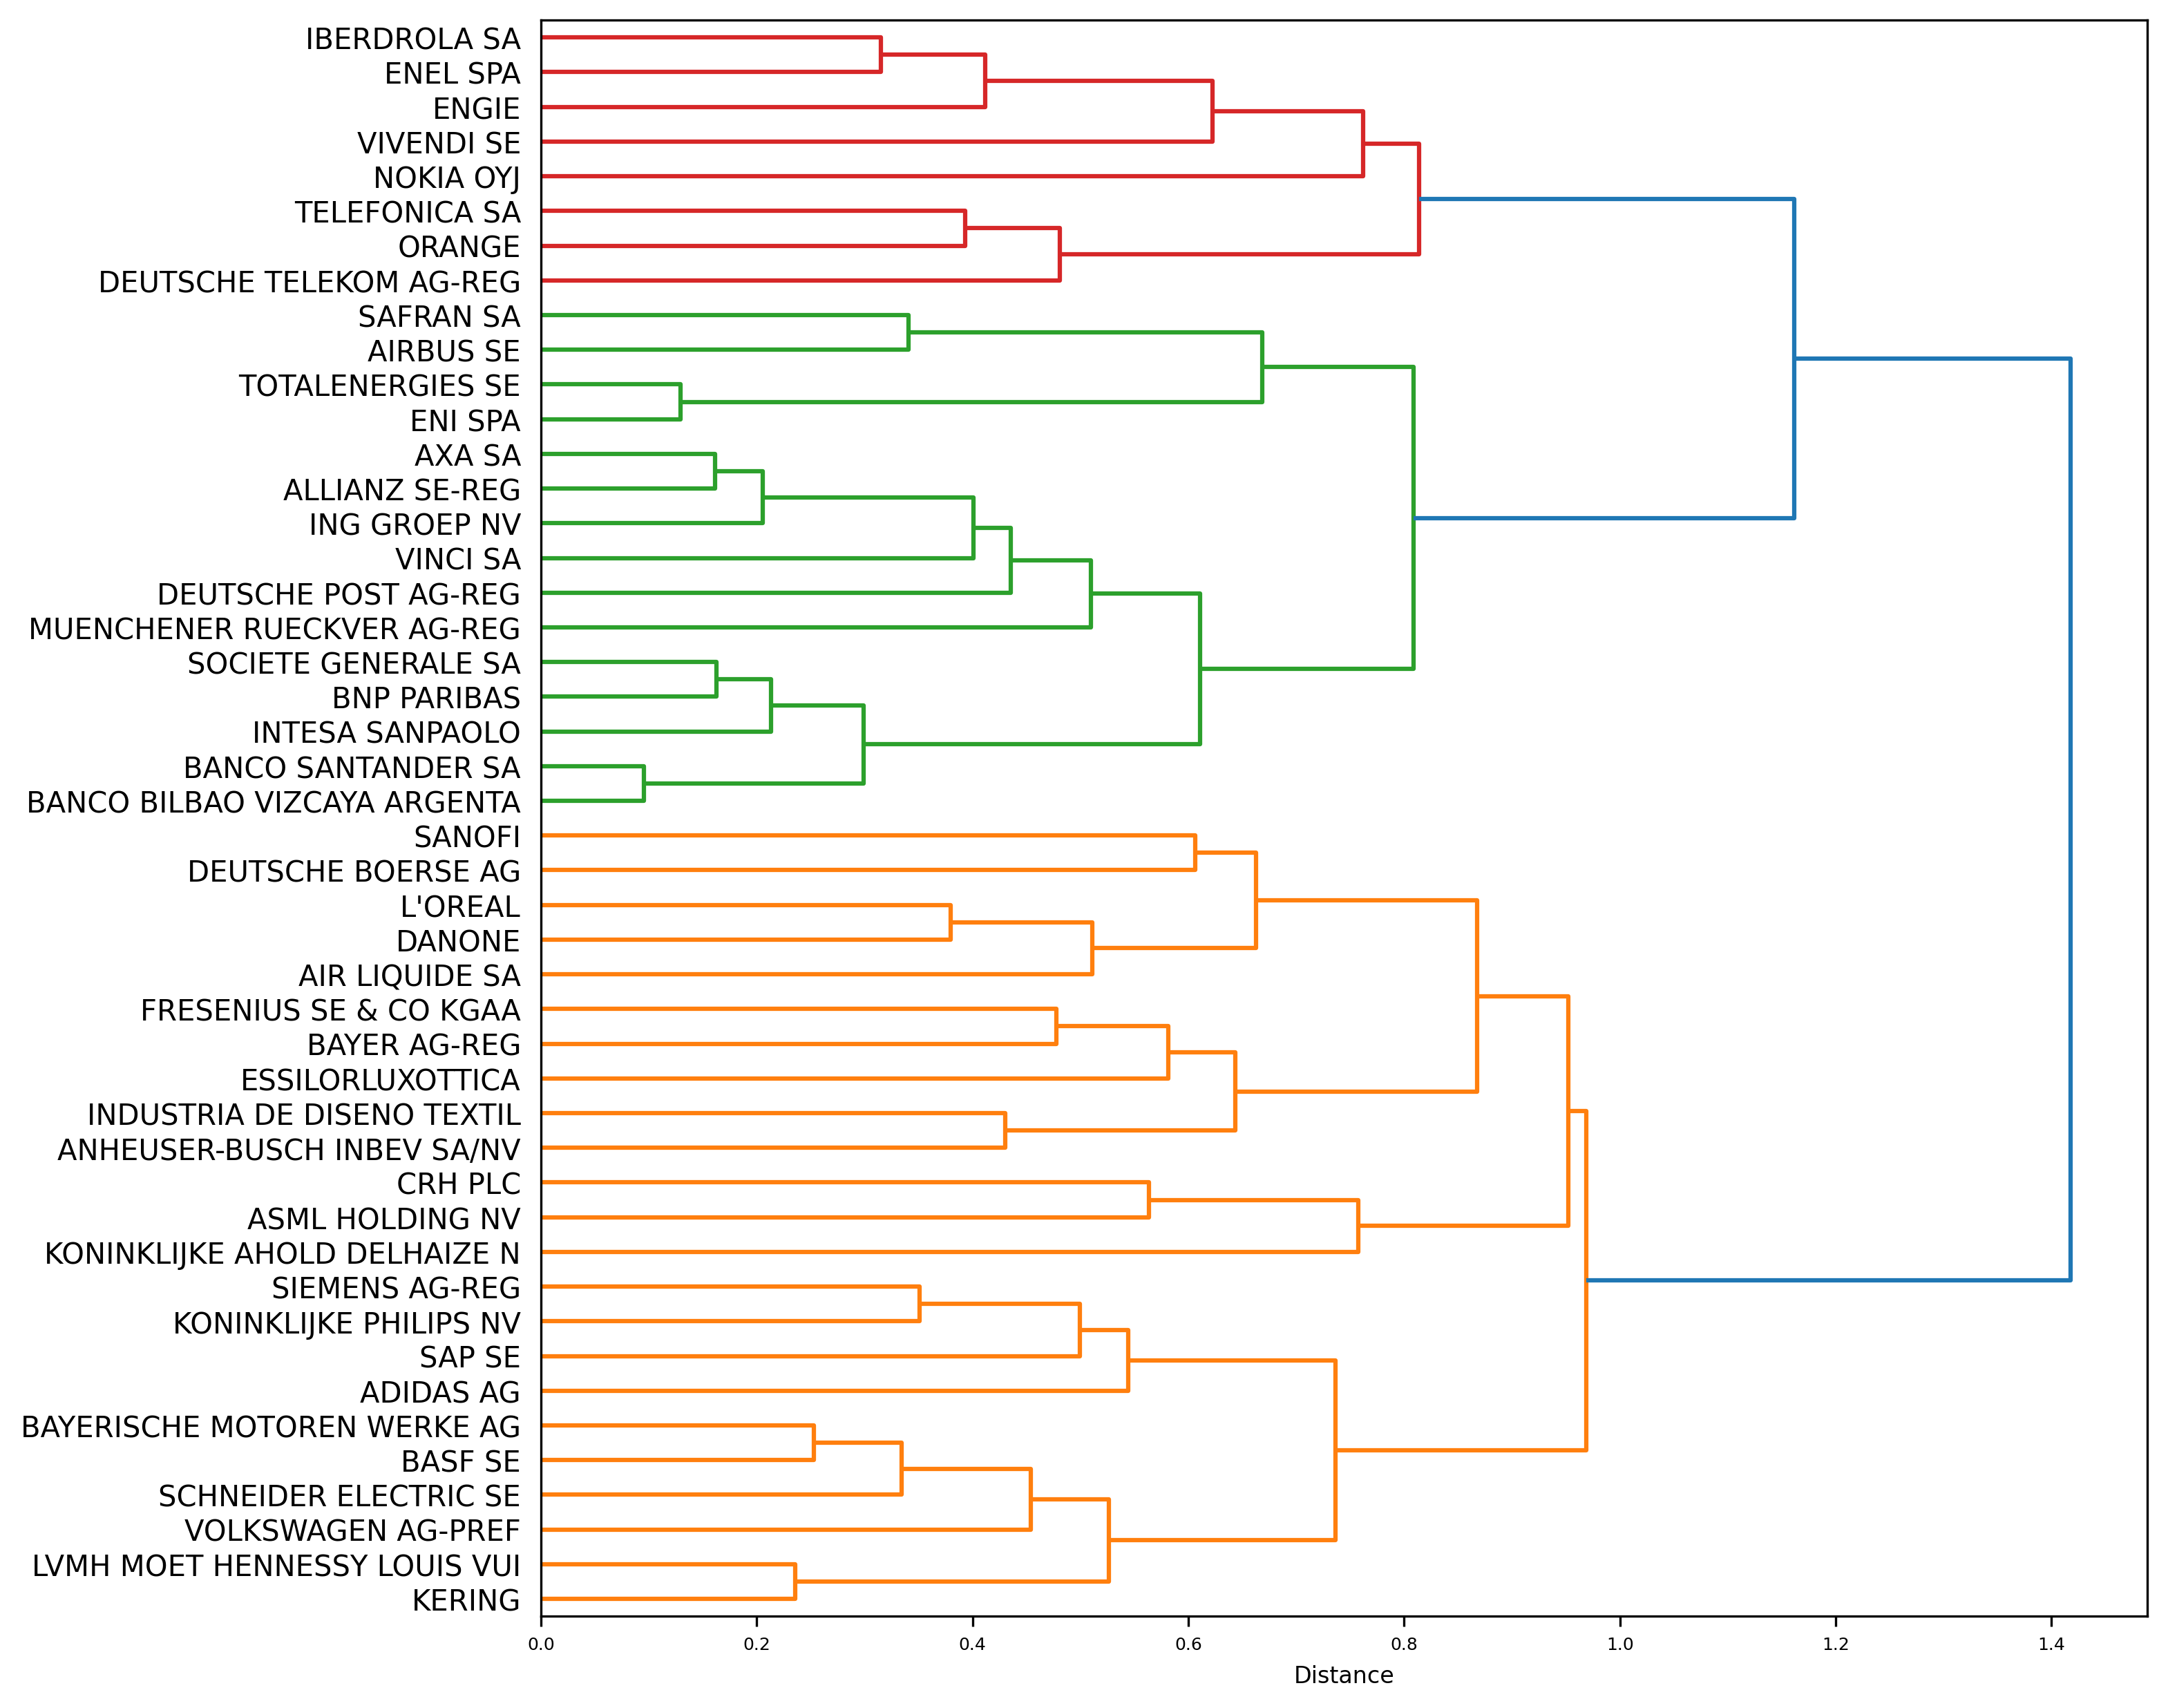 IBERDROLA SA
ENEL SPA
ENGIE
VIVENDI SE
NOKIA OYJ
TELEFONICA SA
ORANGE
DEUTSCHE TELEKOM AG-REG
SAFRAN SA
AIRBUS SE
TOTALENERGIES SE
ENI SPA
AXA SA
ALLIANZ SE-REG
ING GROEP NV
VINCI SA
DEUTSCHE POST AG-REG
MUENCHENER RUECKVER AG-REG
SOCIETE GENERALE SA
BNP PARIBAS
INTESA SANPAOLO
BANCO SANTANDER SA
BANCO BILBAO VIZCAYA ARGENTA
SANOFI
DEUTSCHE BOERSE AG
L'OREAL
DANONE
AIR LIQUIDE SA
FRESENIUS SE & CO KGAA
BAYER AG-REG
ESSILORLUXOTTICA
INDUSTRIA DE DISENO TEXTIL
ANHEUSER-BUSCH INBEV SA/NV
CRH PLC
ASML HOLDING NV
KONINKLIJKE AHOLD DELHAIZE N
SIEMENS AG-REG
KONINKLIJKE PHILIPS NV
SAP SE
ADIDAS AG
BAYERISCHE MOTOREN WERKE AG
BASF SE
SCHNEIDER ELECTRIC SE
VOLKSWAGEN AG-PREF
LVMH MOET HENNESSY LOUIS VUI
KERING
0.0 0.2 0.4 0.6 0.8 1.0 1.2 1.4
Distance